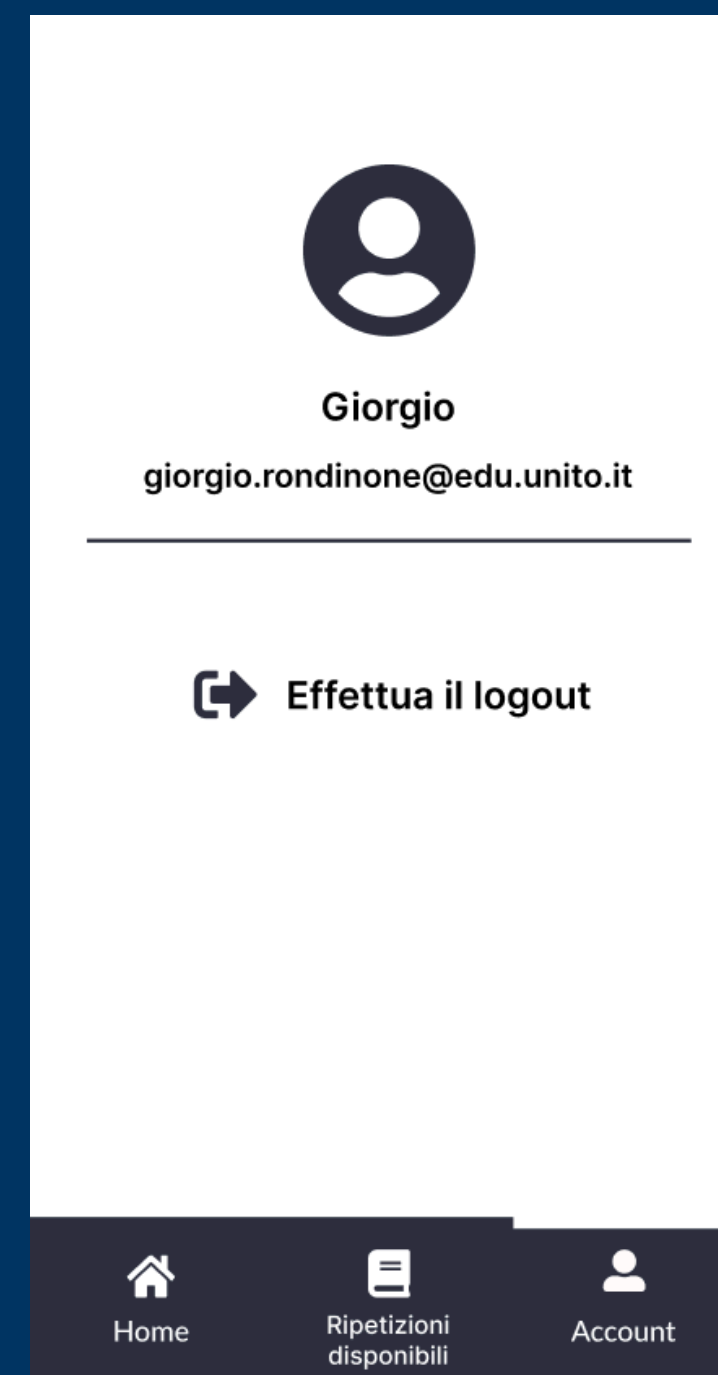 Giorgio
giorgio.rondinone@edu.unito.it
Effettua il logout
Home
Ripetizioni
disponibili
Account